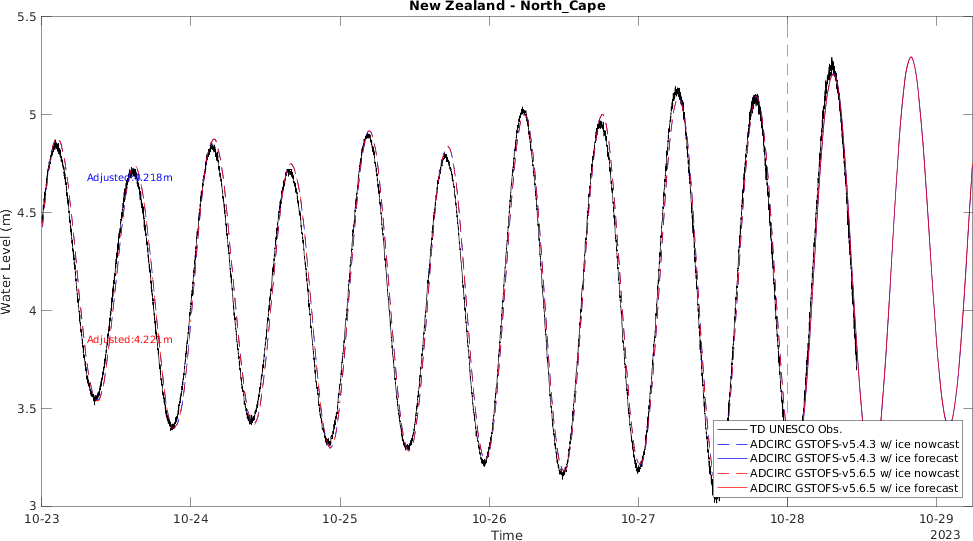 New Zealand - North_Cape
Water Level (m)
5.5
5
4.5
4
3.5
3
Adjusted:4.218m
Adjusted:4.221m
TD UNESCO Obs.
ADCIRC GSTOFS-v5.4.3 w/ ice nowcast
ADCIRC GSTOFS-v5.4.3 w/ ice forecast
ADCIRC GSTOFS-v5.6.5 w/ ice nowcast
ADCIRC GSTOFS-v5.6.5 w/ ice forecast
10-23 10-24 10-25 10-26 10-27 10-28 10-29
Time
2023